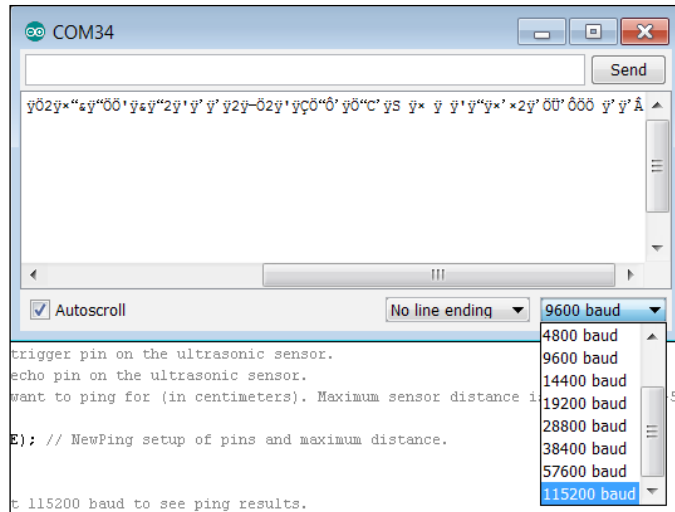 COM34
Send
ÿÖ2ÿ×“&ÿ“ÖÖ'ÿ&ÿ“2ÿ'ÿ'ÿ'ÿ2ÿ–Ö2ÿ'ÿÇÖ“Ô'ÿÖ“C'ÿS ÿ× ÿ ÿ'ÿ“ÿ×'×2ÿ'ÖÜ'ÔÖÖ ÿ'ÿ'Â
Autoscroll
No line ending
9600 baud
4800 baud
9600 baud
14400 baud
19200 baud
28800 baud
38400 baud
57600 baud
115200 baud
trigger pin on the ultrasonic sensor.
echo pin on the ultrasonic sensor.
want to ping for (in centimeters). Maximum sensor distance i
E); // NewPing setup of pins and maximum distance.
t 115200 baud to see ping results.